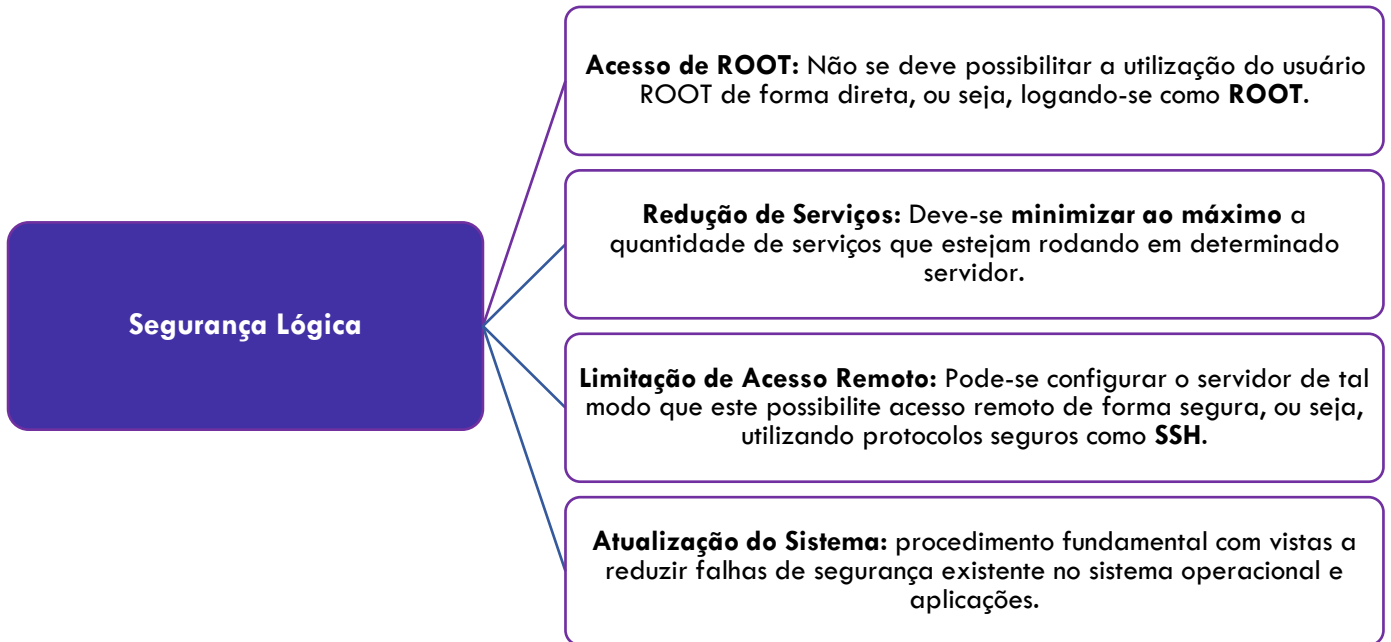 Segurança Lógica
Acesso de ROOT: Não se deve possibilitar a utilização do usuário
ROOT de forma direta, ou seja, logando-se como ROOT.
Redução de Serviços: Deve-se minimizar ao máximo a
quantidade de serviços que estejam rodando em determinado
servidor.
Limitação de Acesso Remoto: Pode-se configurar o servidor de tal
modo que este possibilite acesso remoto de forma segura, ou seja,
utilizando protocolos seguros como SSH.
Atualização do Sistema: procedimento fundamental com vistas a
reduzir falhas de segurança existente no sistema operacional e
aplicações.